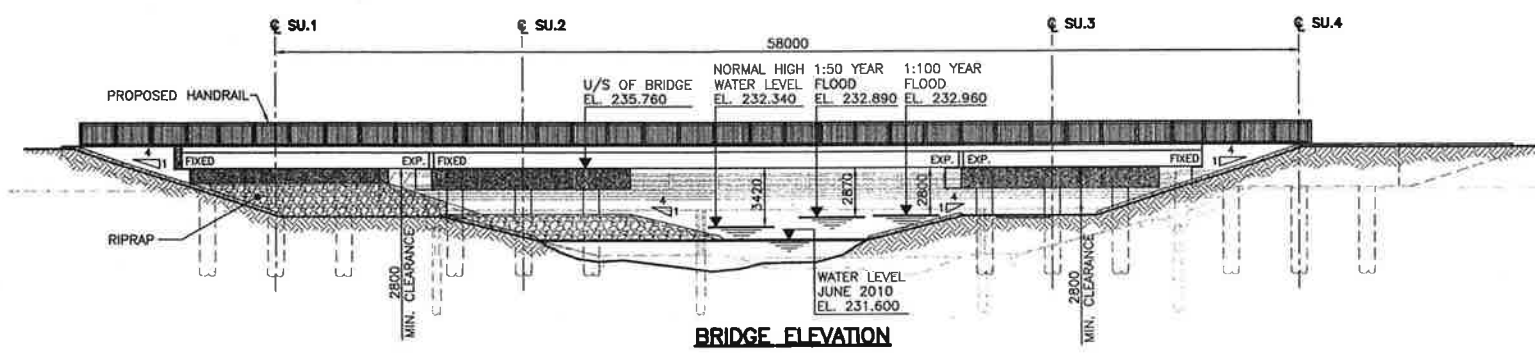 ℄ SU.1
℄ SU.2
℄ SU.3
℄ SU.4
58000
PROPOSED HANDRAIL
U/S OF BRIDGE
EL. 235.760
NORMAL HIGH
WATER LEVEL
EL. 232.340
1:50 YEAR
FLOOD
EL. 232.890
1:100 YEAR
FLOOD
EL. 232.960
4
1
FIXED
EXP.
FIXED
EXP.
EXP.
FIXED
4
1
3420
2870
2800
4
1
4
1
RIPRAP
2800
MIN. CLEARANCE
WATER LEVEL
JUNE 2010
EL. 231.600
2800
MIN. CLEARANCE
BRIDGE ELEVATION